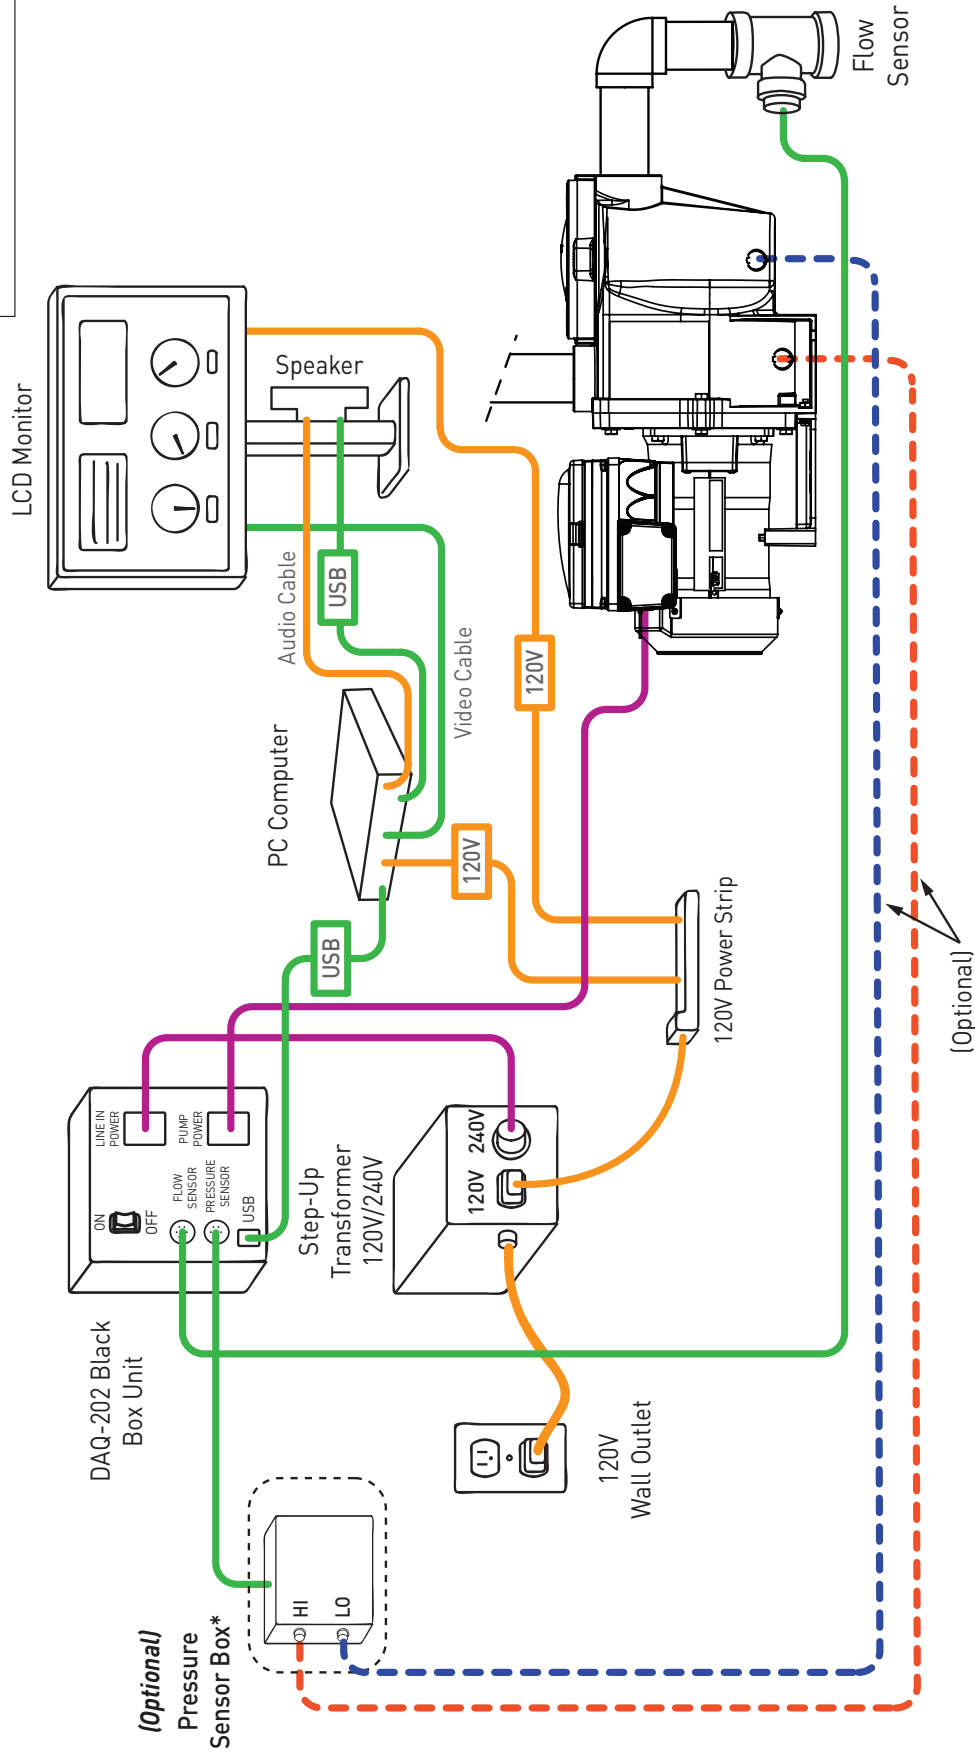 LCD Monitor
Speaker
Audio Cable
USB
Video Cable
PC Computer
120V
120V
USB
Flow
Sensor
120V Power Strip
(Optional)
DAQ-202 Black
Box Unit
ON
OFF
LINE IN
POWER
PUMP
POWER
FLOW
SENSOR
PRESSURE
SENSOR
USB
Step-Up
Transformer
120V/240V
120V
240V
120V
Wall Outlet
(Optional)
Pressure
Sensor Box*
HI
LO